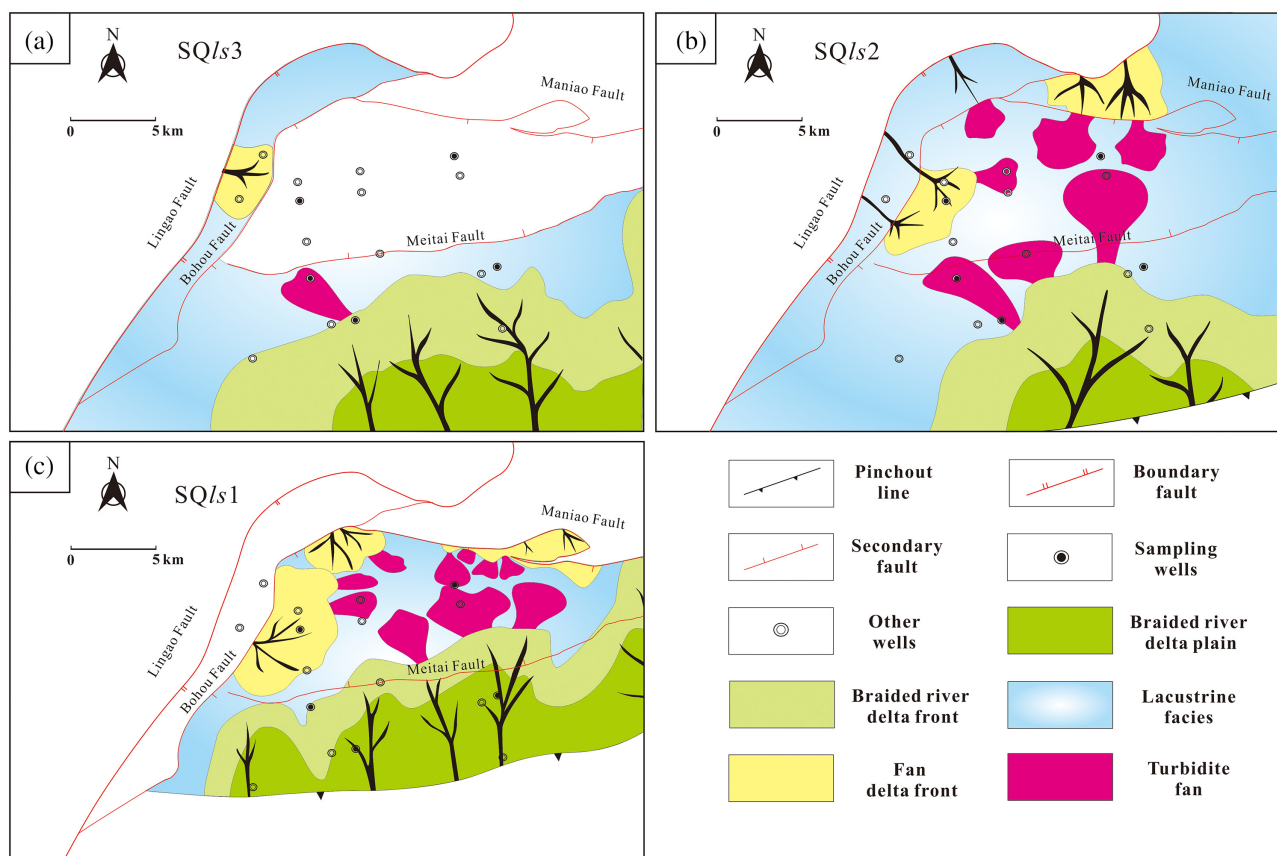 (a)
SQls3
N
0 5 km
Maniao Fault
Lingao Fault
Bohou Fault
Meitai Fault
(b)
SQls2
N
0 5 km
Maniao Fault
Lingao Fault
Bohou Fault
Meitai Fault
(c)
SQls1
N
0 5 km
Maniao Fault
Lingao Fault
Bohou Fault
Meitai Fault
Pinchout
line
Boundary
fault
Secondary
fault
Sampling
wells
Other
wells
Braided river
delta plain
Braided river
delta front
Lacustrine
facies
Fan
delta front
Turbidite
fan